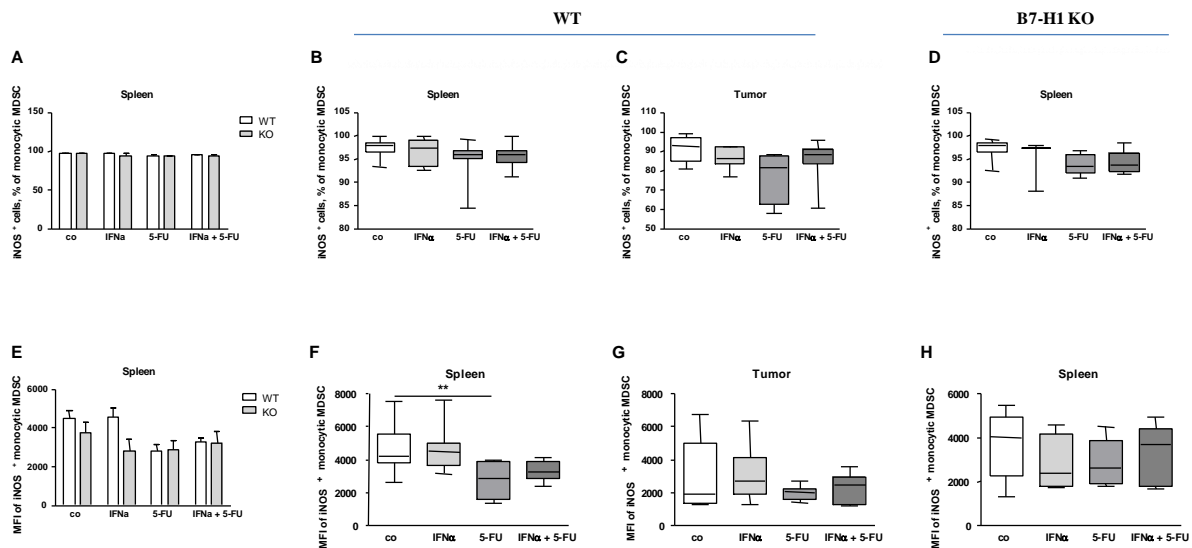 WT
B7-H1 KO
A
Spleen
iNOS + cells, % of monocytic MDSC
150
100
50
0
WT
KO
co
IFNa
5-FU
IFNa + 5-FU
B
Spleen
iNOS + cells, % of monocytic MDSC
105
100
95
90
85
80
co
IFNα
5-FU
IFNα + 5-FU
C
Tumor
iNOS + cells, % of monocytic MDSC
110
100
90
80
70
60
50
co
IFNα
5-FU
IFNα + 5-FU
D
Spleen
iNOS + cells, % of monocytic MDSC
105
100
95
90
85
80
co
IFNα
5-FU
IFNα + 5-FU
E
Spleen
MFI of iNOS + monocytic MDSC
6000
4000
2000
0
WT
KO
co
IFNa
5-FU
IFNa + 5-FU
F
Spleen
MFI of iNOS + monocytic MDSC
8000
6000
4000
2000
0
**
co
IFNα
5-FU
IFNα + 5-FU
G
Tumor
MFI of iNOS + monocytic MDSC
8000
6000
4000
2000
0
co
IFNα
5-FU
IFNα + 5-FU
H
Spleen
MFI of iNOS + monocytic MDSC
6000
4000
2000
0
co
IFNα
5-FU
IFNα + 5-FU